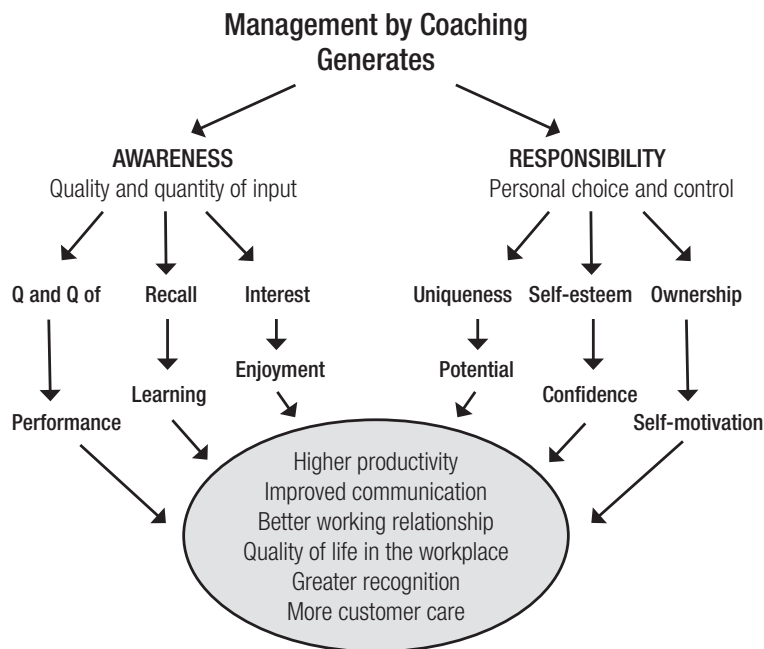 Management by Coaching
Generates
AWARENESS
Quality and quantity of input
RESPONSIBILITY
Personal choice and control
Q and Q of
Recall
Interest
Uniqueness
Self-esteem
Ownership
Enjoyment
Potential
Learning
Confidence
Performance
Self-motivation
Higher productivity
Improved communication
Better working relationship
Quality of life in the workplace
Greater recognition
More customer care